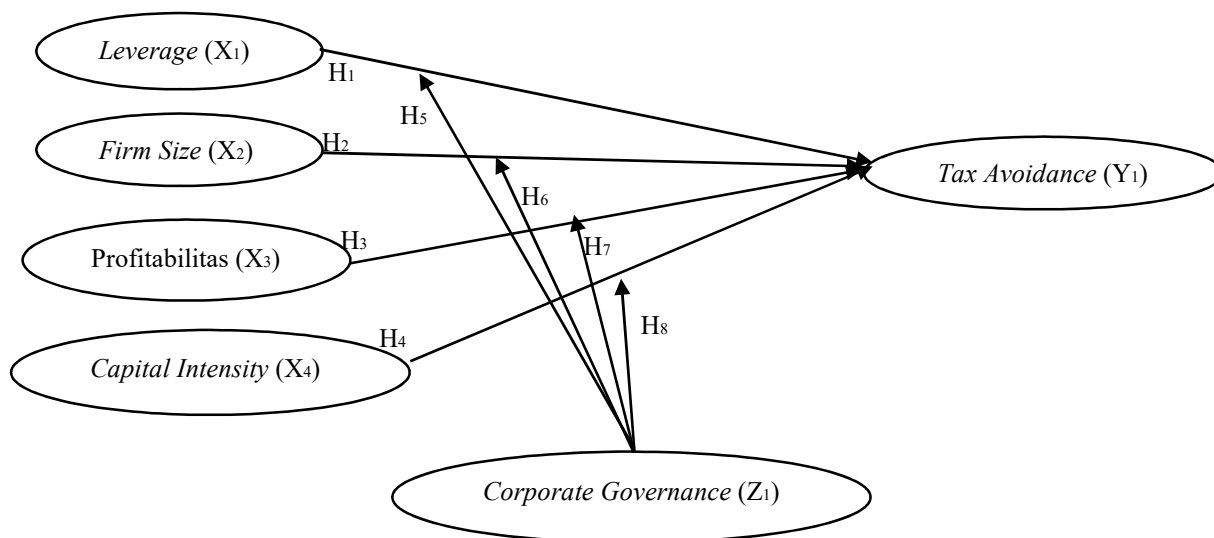 Leverage (X1)
H1
H5
Firm Size (X2)
H2
Tax Avoidance (Y1)
H6
Profitabilitas (X3)
H3
H7
H8
Capital Intensity (X4)
H4
Corporate Governance (Z1)